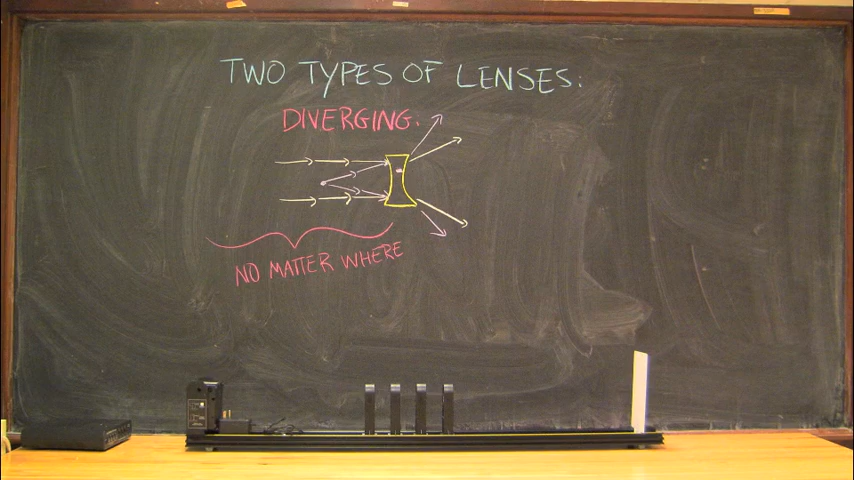 TWO TYPES OF LENSES:
DIVERGING.
NO MATTER WHERE